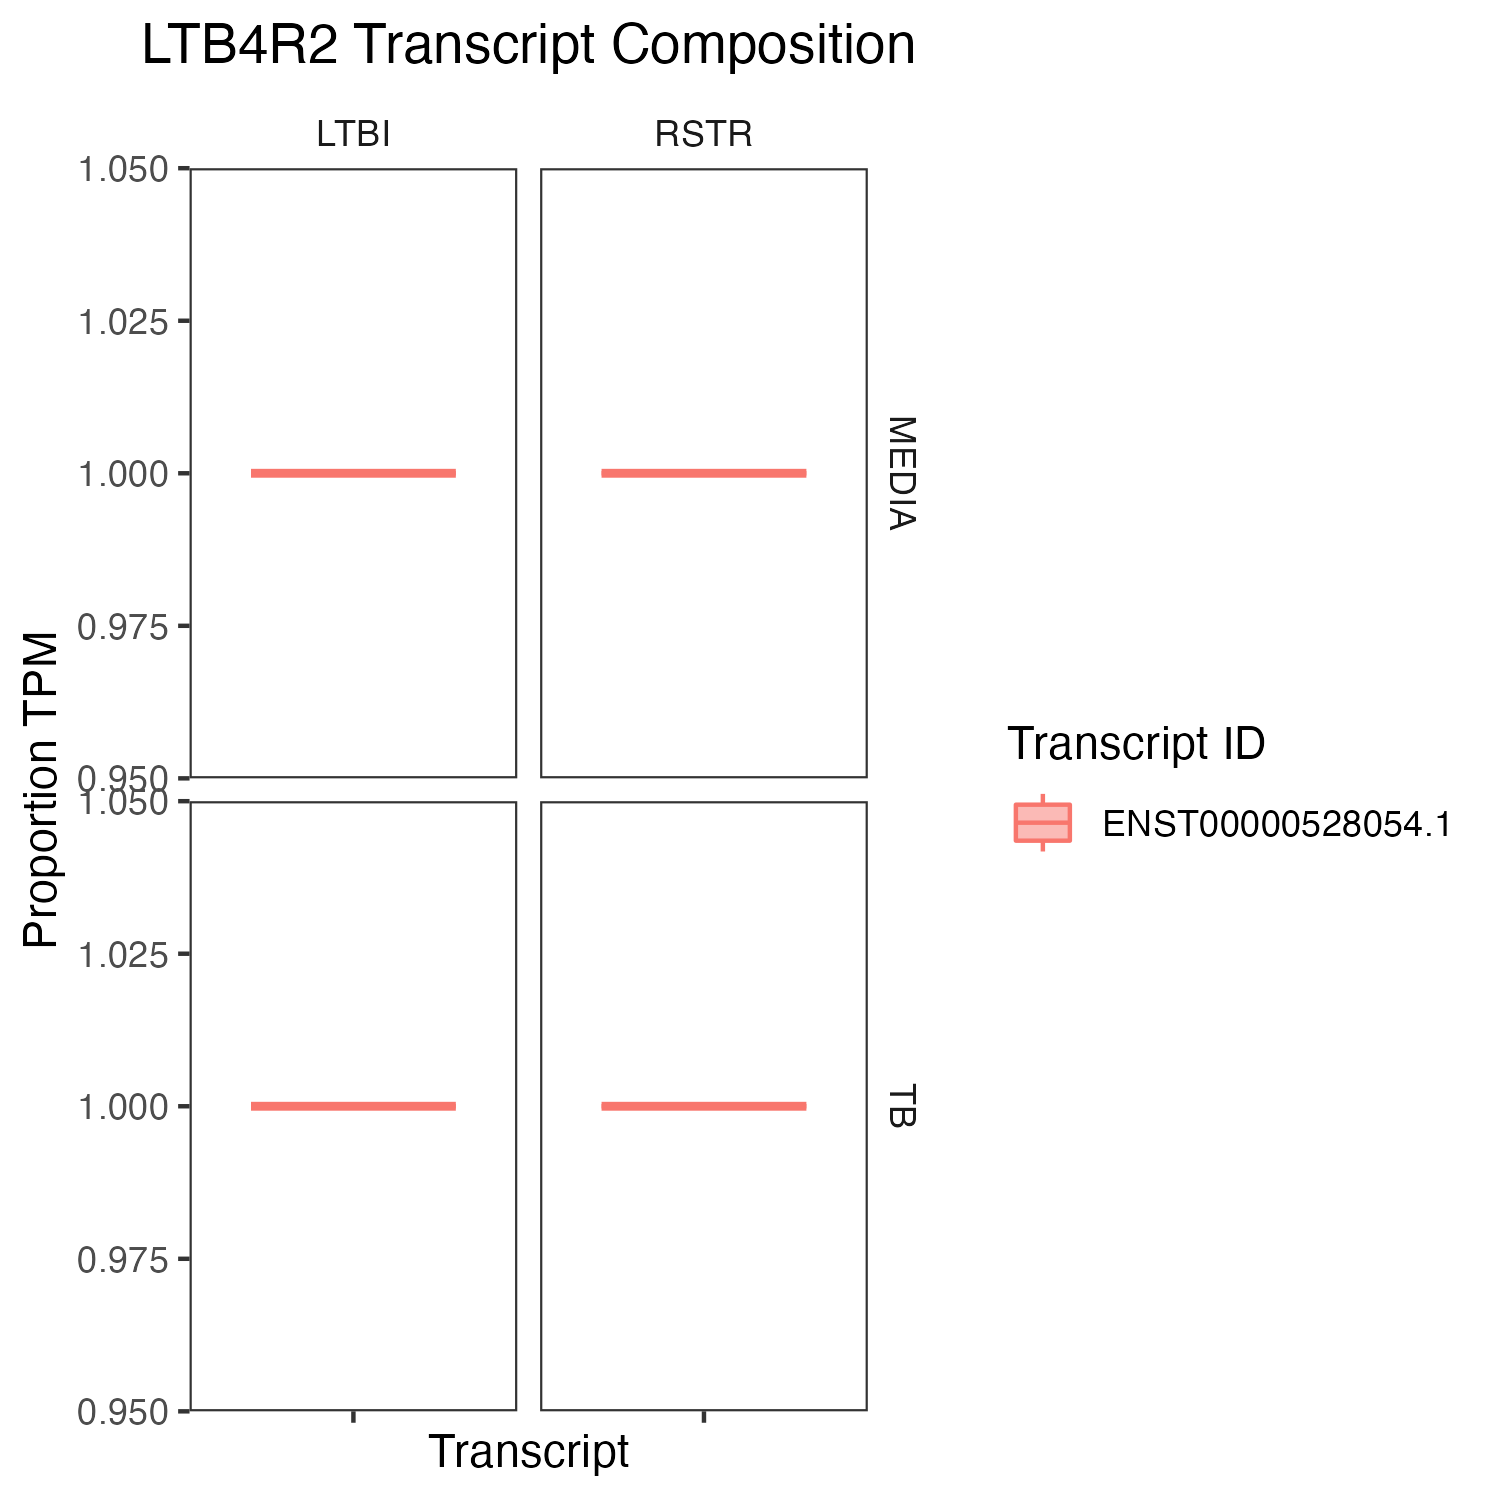 LTB4R2 Transcript Composition
LTBI
RSTR
1.050
1.025
1.000
0.975
0.950
MEDIA
1.050
1.025
1.000
0.975
0.950
TB
Proportion TPM
Transcript
Transcript ID
ENST00000528054.1